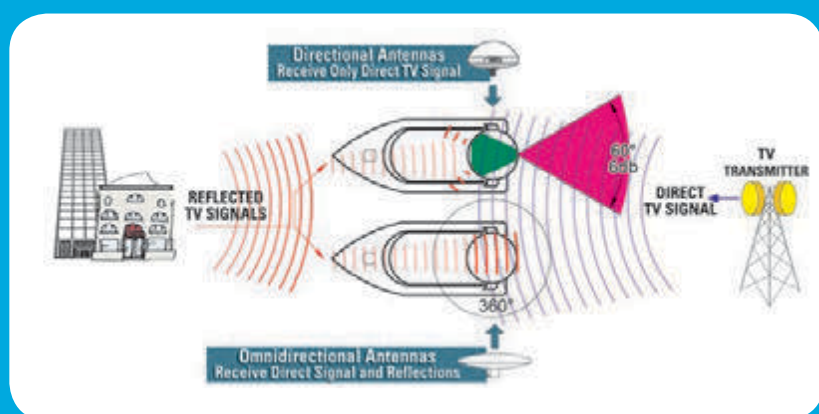 Directional Antennas
Receive Only Direct TV Signal
60°
6db
TV
TRANSMITTER
REFLECTED
TV SIGNALS
DIRECT
TV SIGNAL
360°
Omnidirectional Antennas
Receive Direct Signal and Reflections